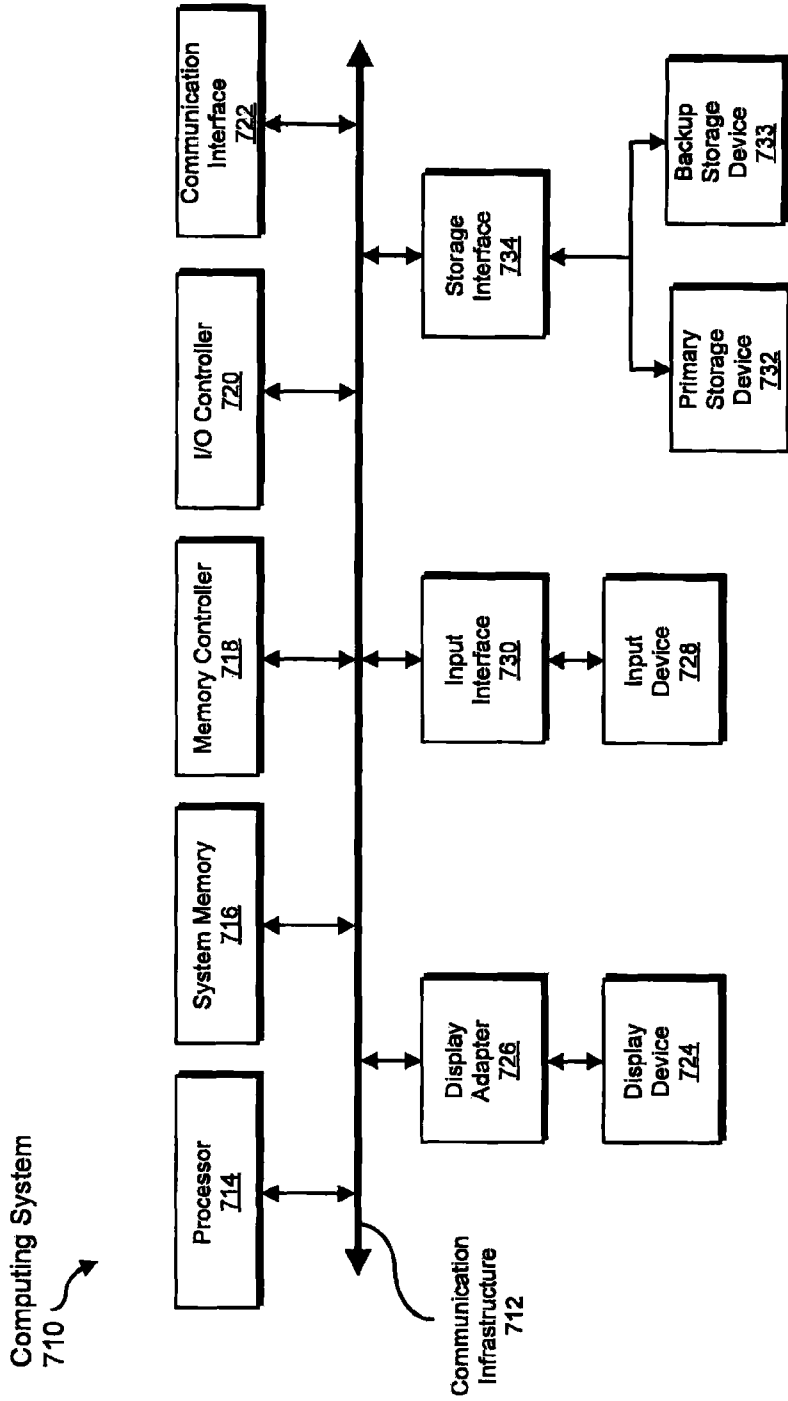 Computing System
710
Processor
714
System Memory
716
Memory Controller
718
I/O Controller
720
Communication
Interface
722
Communication
Infrastructure
712
Display
Adapter
726
Input
Interface
730
Storage
Interface
734
Display
Device
724
Input
Device
728
Primary
Storage
Device
732
Backup
Storage
Device
733